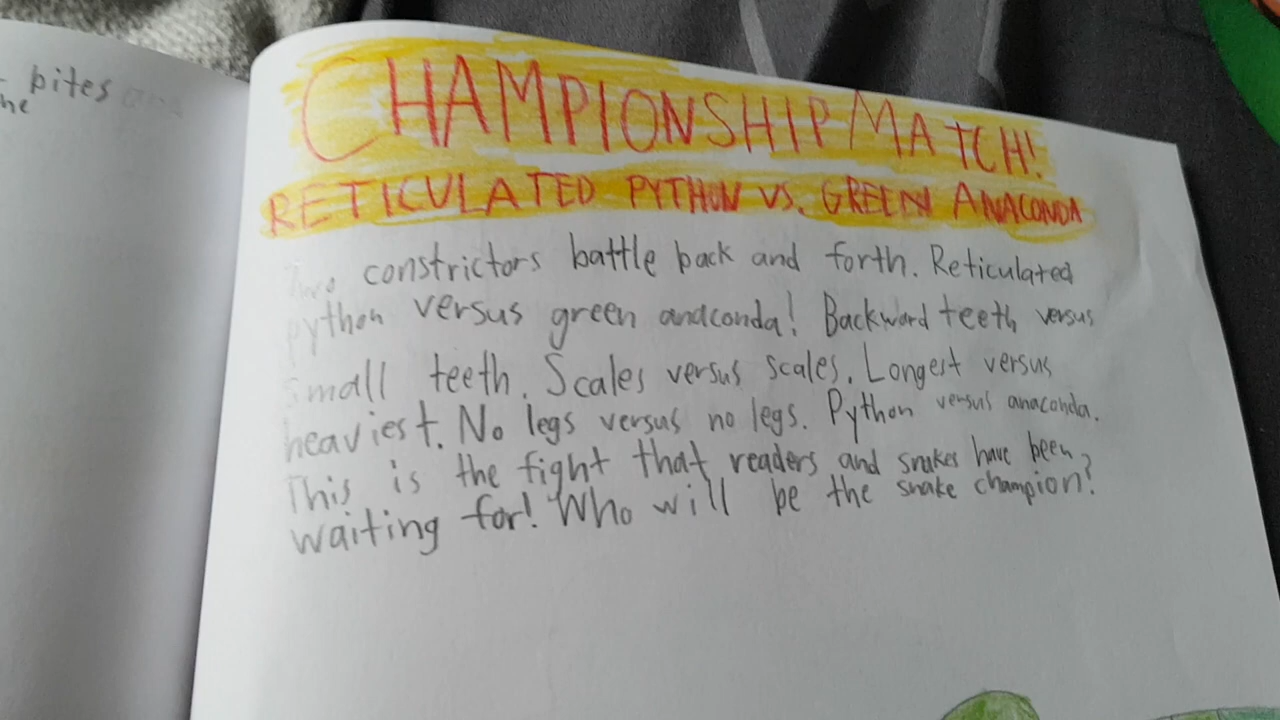 bites
he
CHAMPIONSHIP MATCH!
RETICULATED PYTHON VS. GREEN ANACONDA
constrictors battle back and forth. Reticulated
python versus green anaconda! Backward teeth versus
small teeth. Scales versus scales. Longest versus
heaviest. No legs versus no legs. Python versus anaconda.
This is the fight that readers and snakes have been
waiting for! Who will be the snake champion?